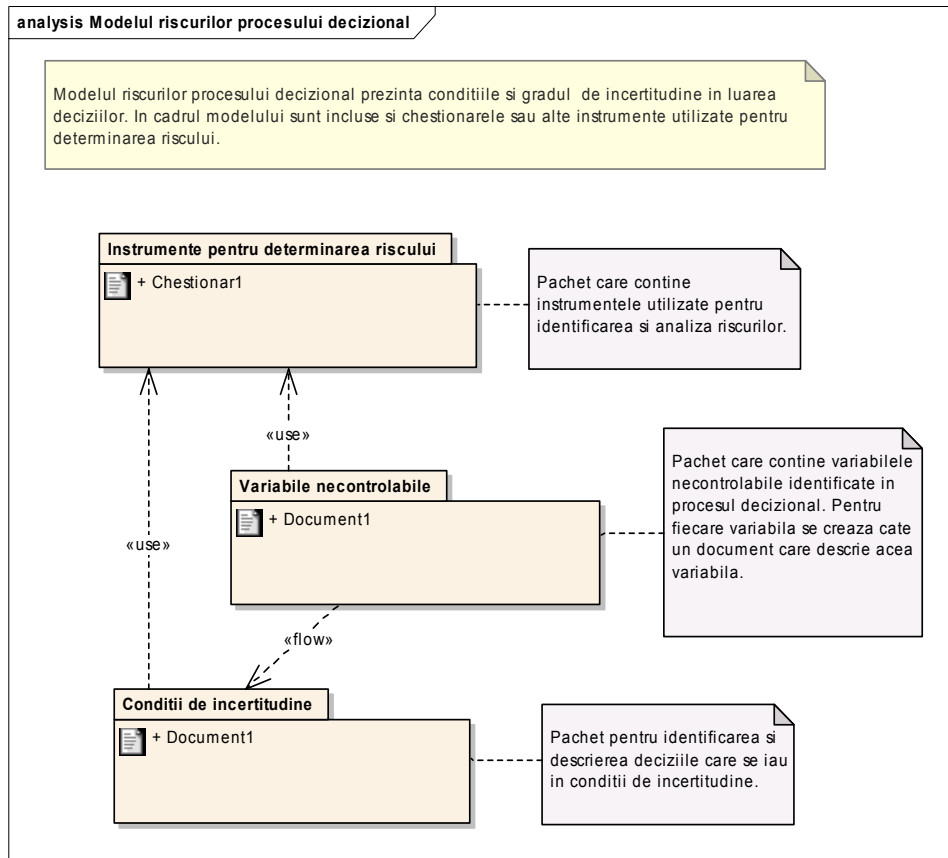 analysis Modelul riscurilor procesului decizional
Modelul riscurilor procesului decizional prezinta conditiile si gradul de incertitudine in luarea
deciziilor. In cadrul modelului sunt incluse si chestionarele sau alte instrumente utilizate pentru
determinarea riscului.
Instrumente pentru determinarea riscului
+ Chestionar1
Pachet care contine
instrumentele utilizate pentru
identificarea si analiza riscurilor.
«use»
Variabile necontrolabile
+ Document1
Pachet care contine variabilele
necontrolabile identificate in
procesul decizional. Pentru
fiecare variabila se creaza cate
un document care descrie acea
variabila.
«use»
«flow»
Conditii de incertitudine
+ Document1
Pachet pentru identificarea si
descrierea deciziile care se iau
in conditii de incertitudine.